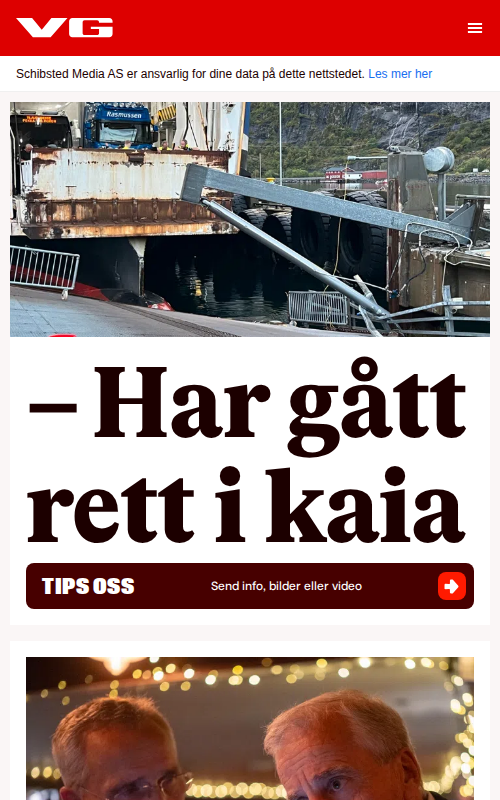 VG
Schibsted Media AS er ansvarlig for dine data på dette nettstedet. Les mer her
Rasmussen
– Har gått
rett i kaia
TIPS OSS
Send info, bilder eller video